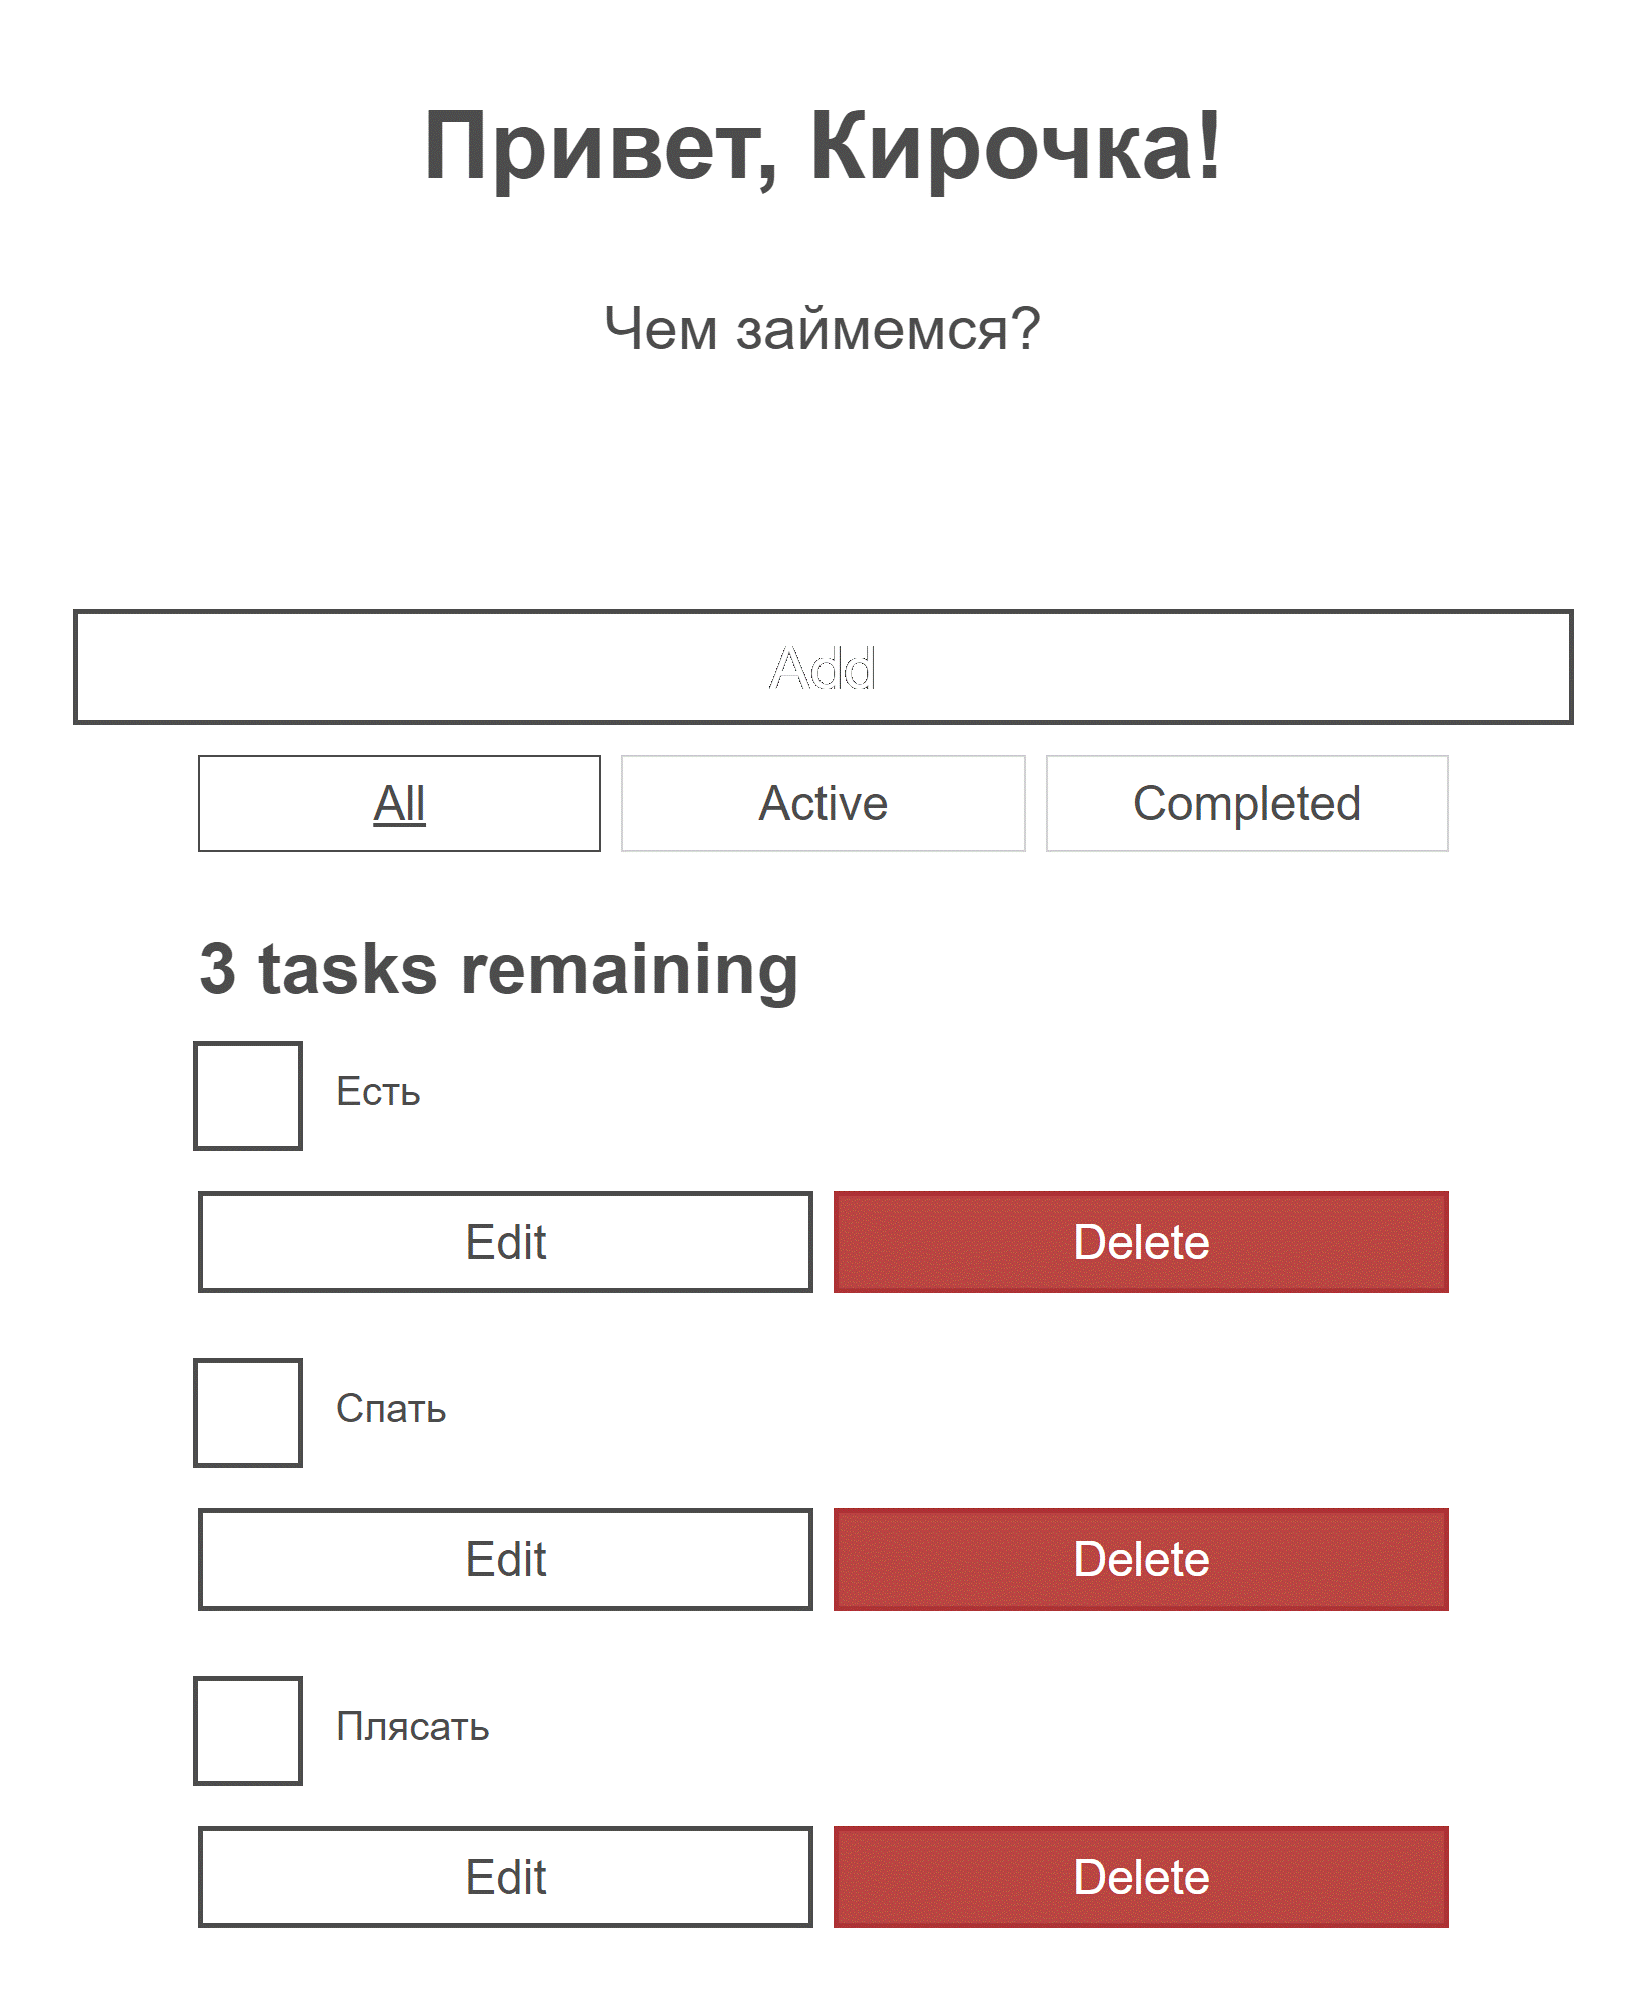 Привет, Кирочка!
Чем займемся?
Add
All
Active
Completed
3 tasks remaining
Есть
Edit
Delete
Спать
Edit
Delete
Плясать
Edit
Delete